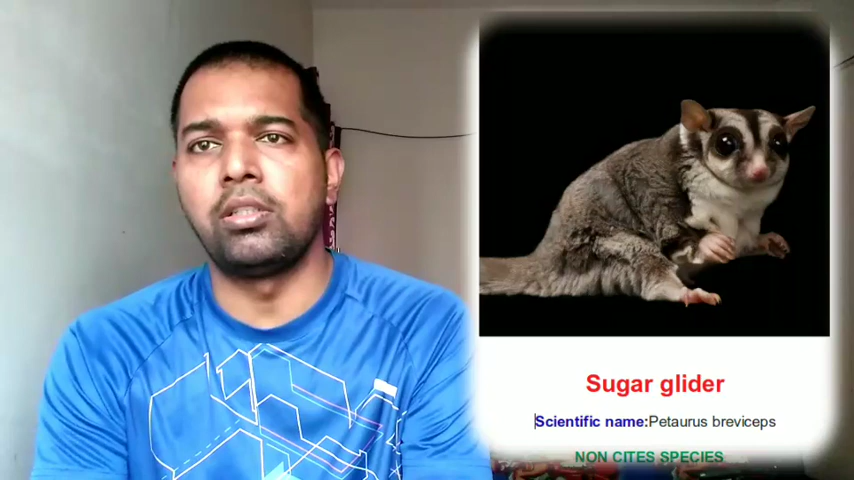 Sugar glider
Scientific name:Petaurus breviceps
NON CITES SPECIES